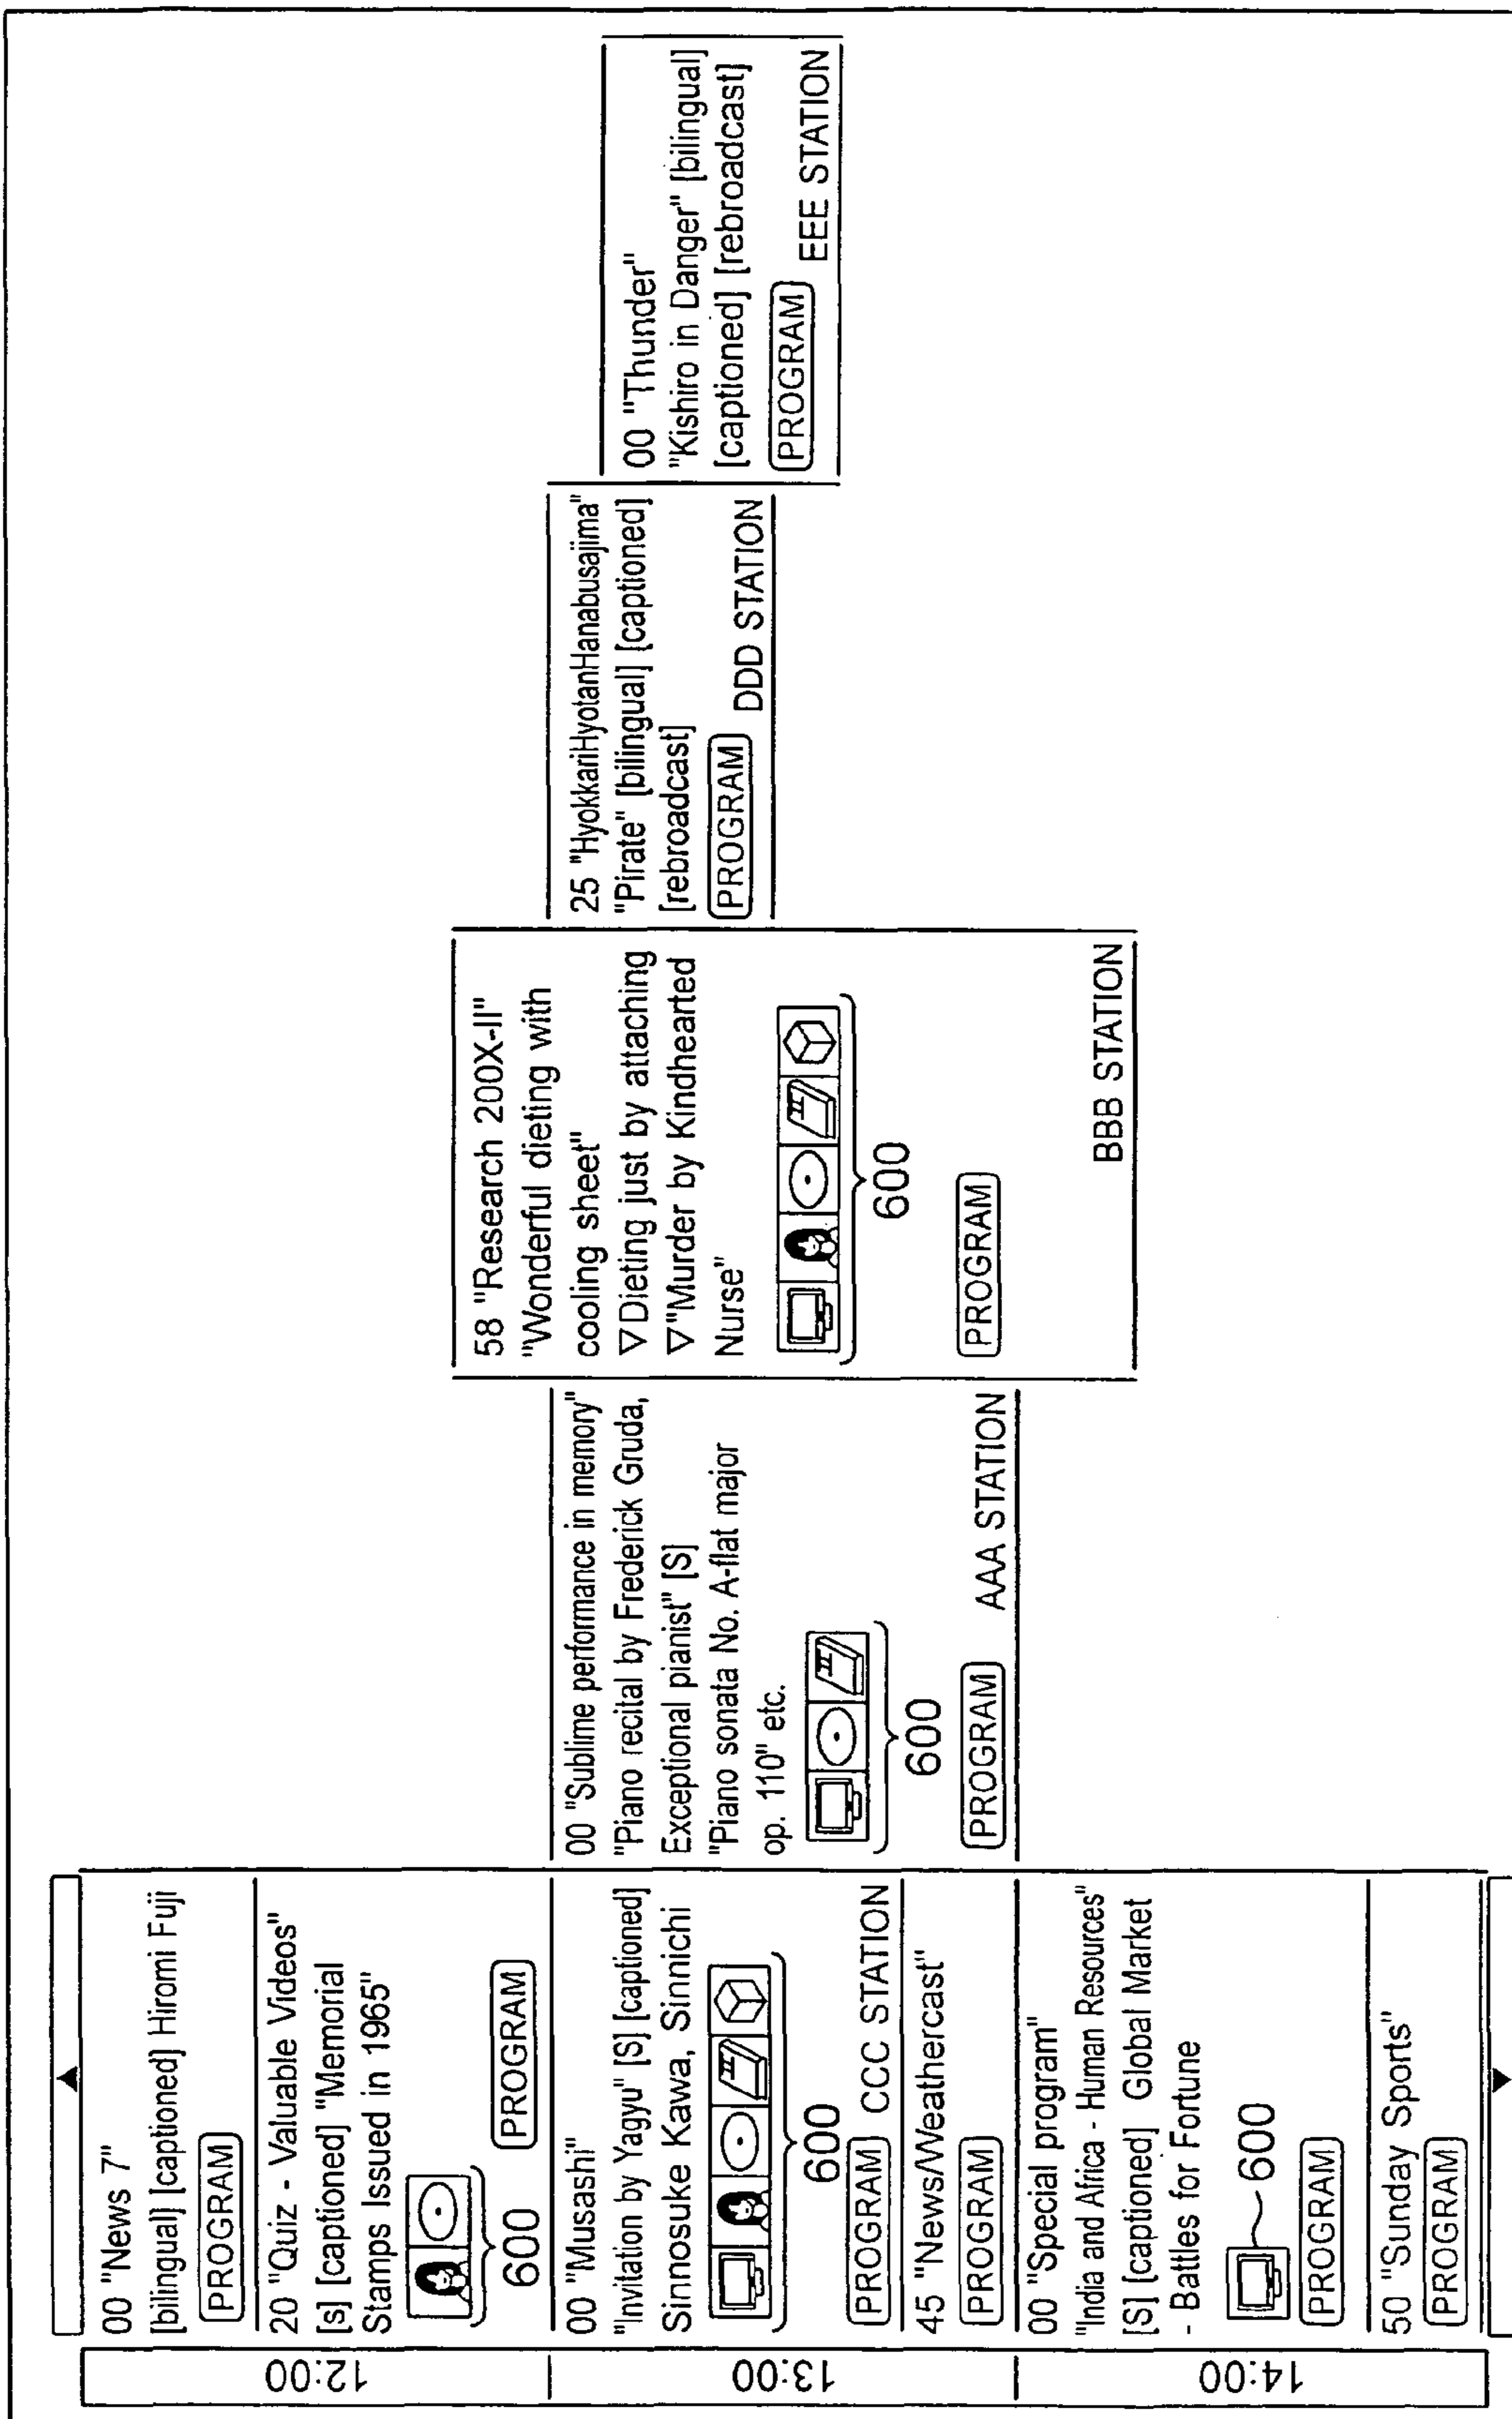 12:00
13:00
14:00
00 "News 7"
[bilingual] [captioned] Hiromi Fuji
PROGRAM
20 "Quiz - Valuable Videos"
[s] [captioned] "Memorial
Stamps Issued in 1965"
600
PROGRAM
00 "Musashi"
"Invitation by Yagyu" [S] [captioned]
Sinnosuke Kawa, Sinnichi
600
PROGRAM CCC STATION
45 "News/Weathercast"
PROGRAM
00 "Special program"
"India and Africa - Human Resources"
[S] [captioned] Global Market
- Battles for Fortune
600
PROGRAM
50 "Sunday Sports"
PROGRAM
00 "Sublime performance in memory"
"Piano recital by Frederick Gruda,
Exceptional pianist" [S]
"Piano sonata No. A-flat major
op. 110" etc.
600
PROGRAM AAA STATION
58 "Research 200X-II"
"Wonderful dieting with
cooling sheet"
▽Dieting just by attaching
▽"Murder by Kindhearted
Nurse"
600
PROGRAM
BBB STATION
25 "HyokkariHyotanHanabusajima"
"Pirate" [bilingual] [captioned]
[rebroadcast]
PROGRAM DDD STATION
00 "Thunder"
"Kishiro in Danger" [bilingual]
[captioned] [rebroadcast]
PROGRAM EEE STATION